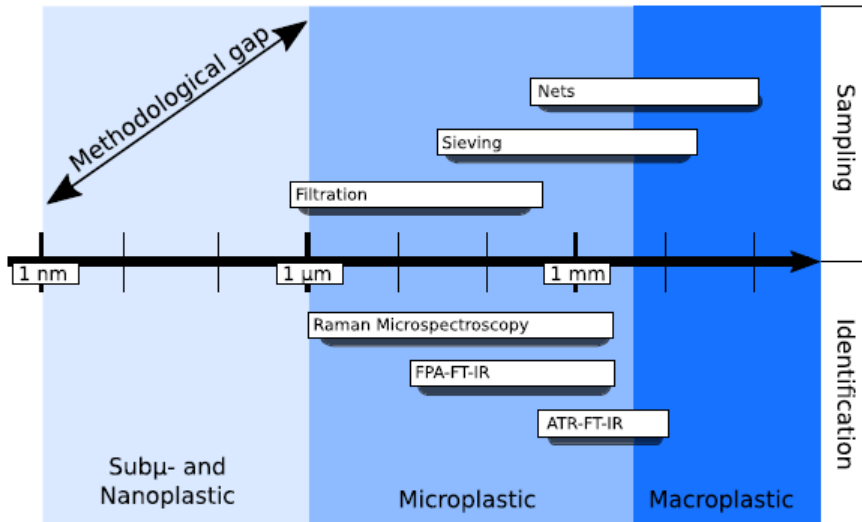 Methodological gap
Nets
Sieving
Filtration
Sampling
1 nm
1 µm
1 mm
Raman Microspectroscopy
FPA-FT-IR
ATR-FT-IR
Identification
Subµ- and
Nanoplastic
Microplastic
Macroplastic